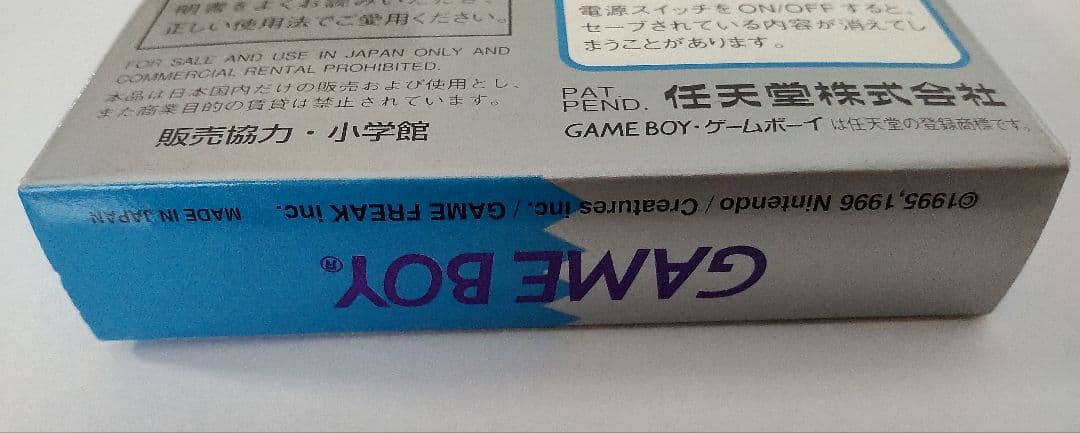 明書をよくお読みいただき、
正しい使用法でご愛用ください。
FOR SALE AND USE IN JAPAN ONLY AND
COMMERCIAL RENTAL PROHIBITED.
本品は日本国内だけの販売および使用とし、
また商業目的の賃貸は禁止されています。
販売協力・小学館
電源スイッチをON/OFFすると、
セーブされている内容が消えてし
まうことがあります。
PAT.
PEND. 任天堂株式会社
GAME BOY・ゲームボーイは任天堂の登録商標です。
GAME BOY®
©1995,1996 Nintendo / Creatures inc. / GAME FREAK inc. MADE IN JAPAN